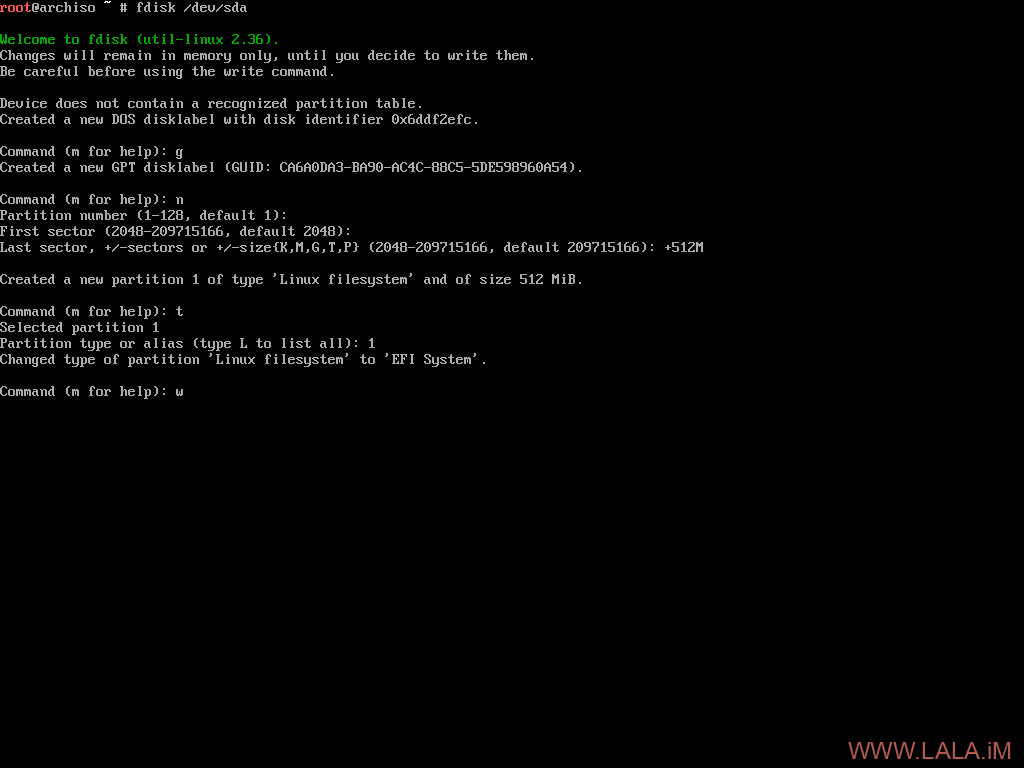 root@archiso ~ # fdisk /dev/sda
Welcome to fdisk (util-linux 2.36).
Changes will remain in memory only, until you decide to write them.
Be careful before using the write command.
Device does not contain a recognized partition table.
Created a new DOS disklabel with disk identifier 0x6ddf2efc.
Command (m for help): g
Created a new GPT disklabel (GUID: CA6A0DA3-BA90-AC4C-88C5-5DE598960A54).
Command (m for help): n
Partition number (1-128, default 1):
First sector (2048-209715166, default 2048):
Last sector, +/-sectors or +/-size{K,M,G,T,P} (2048-209715166, default 209715166): +512M
Created a new partition 1 of type 'Linux filesystem' and of size 512 MiB.
Command (m for help): t
Selected partition 1
Partition type or alias (type L to list all): 1
Changed type of partition 'Linux filesystem' to 'EFI System'.
Command (m for help): w
WWW.LALA.iM